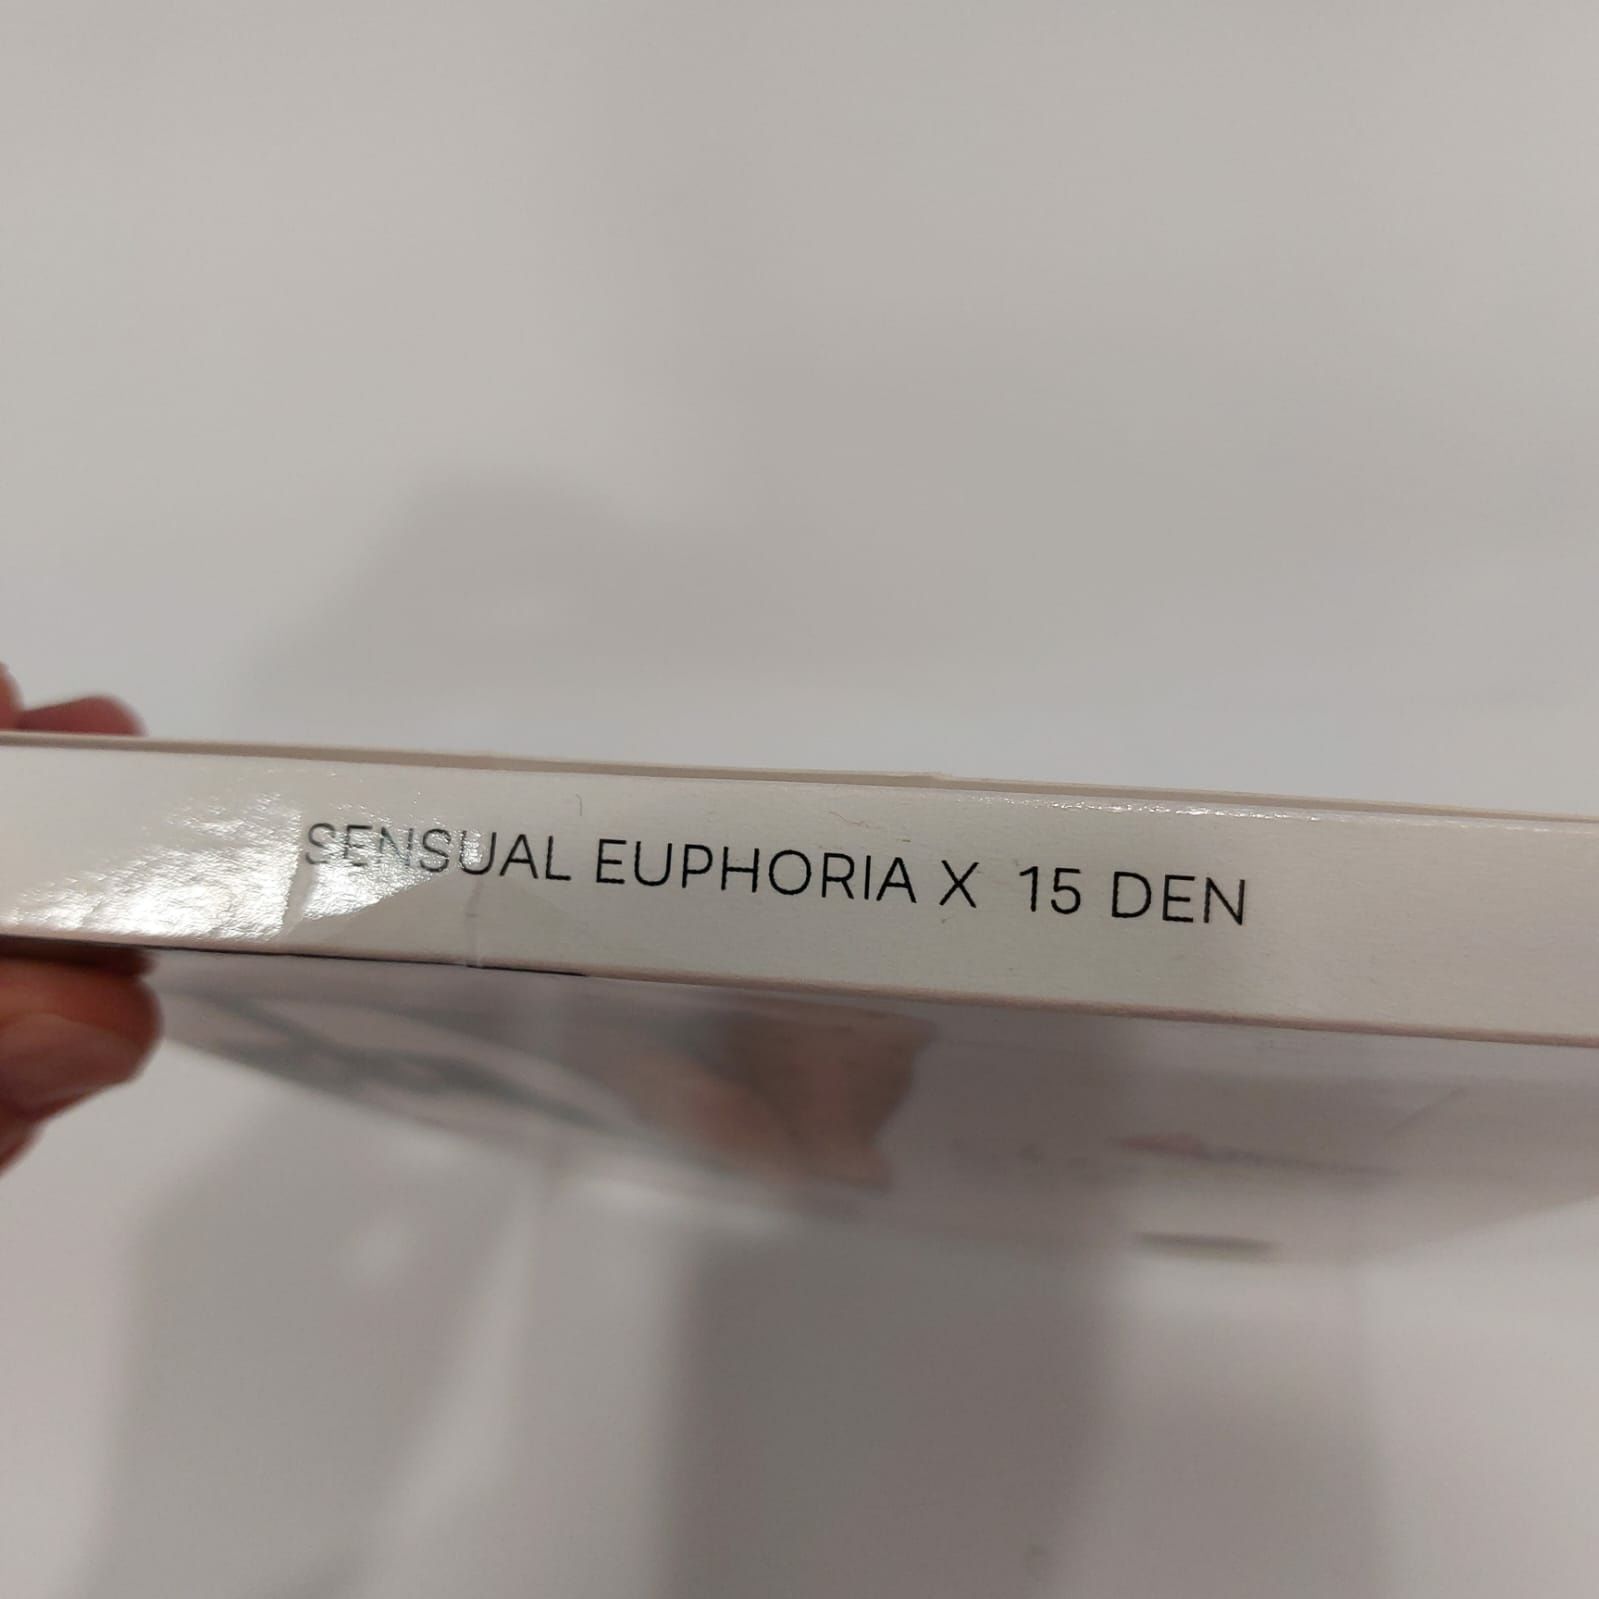 SENSUAL EUPHORIA X 15 DEN